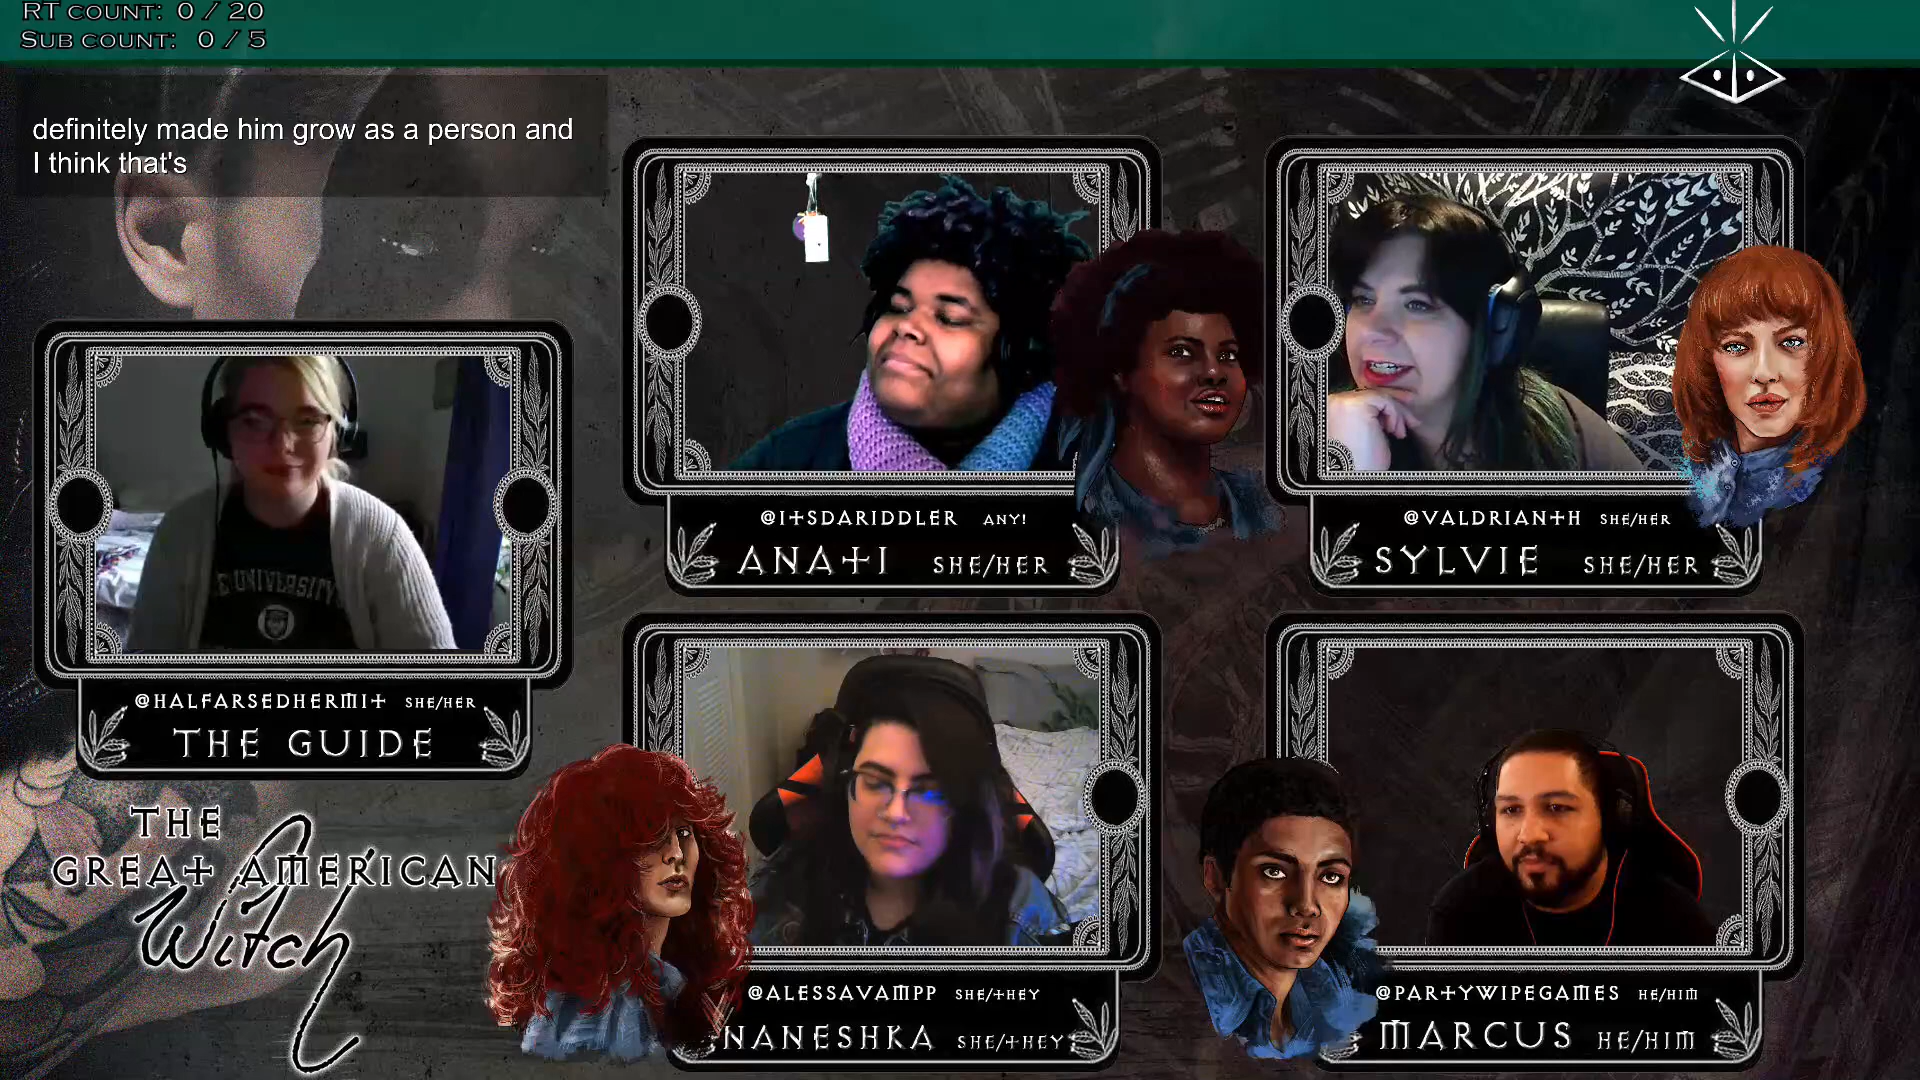 RT COUNT: 0 / 20
SUB COUNT: 0 / 5
definitely made him grow as a person and
I think that's
@ITSDARIDDLER ANY!
ANATI SHE/HER
@VALDRIANTH SHE/HER
SYLVIE SHE/HER
E UNIVERSITY
@HALFARSEDHERMIT SHE/HER
THE GUIDE
THE
GREAT AMERICAN
Witch
@ALESSAVAMPP SHE/THEY
NANESHKA SHE/THEY
@PARTYWIPEGAMES HE/HIM
MARCUS HE/HIM